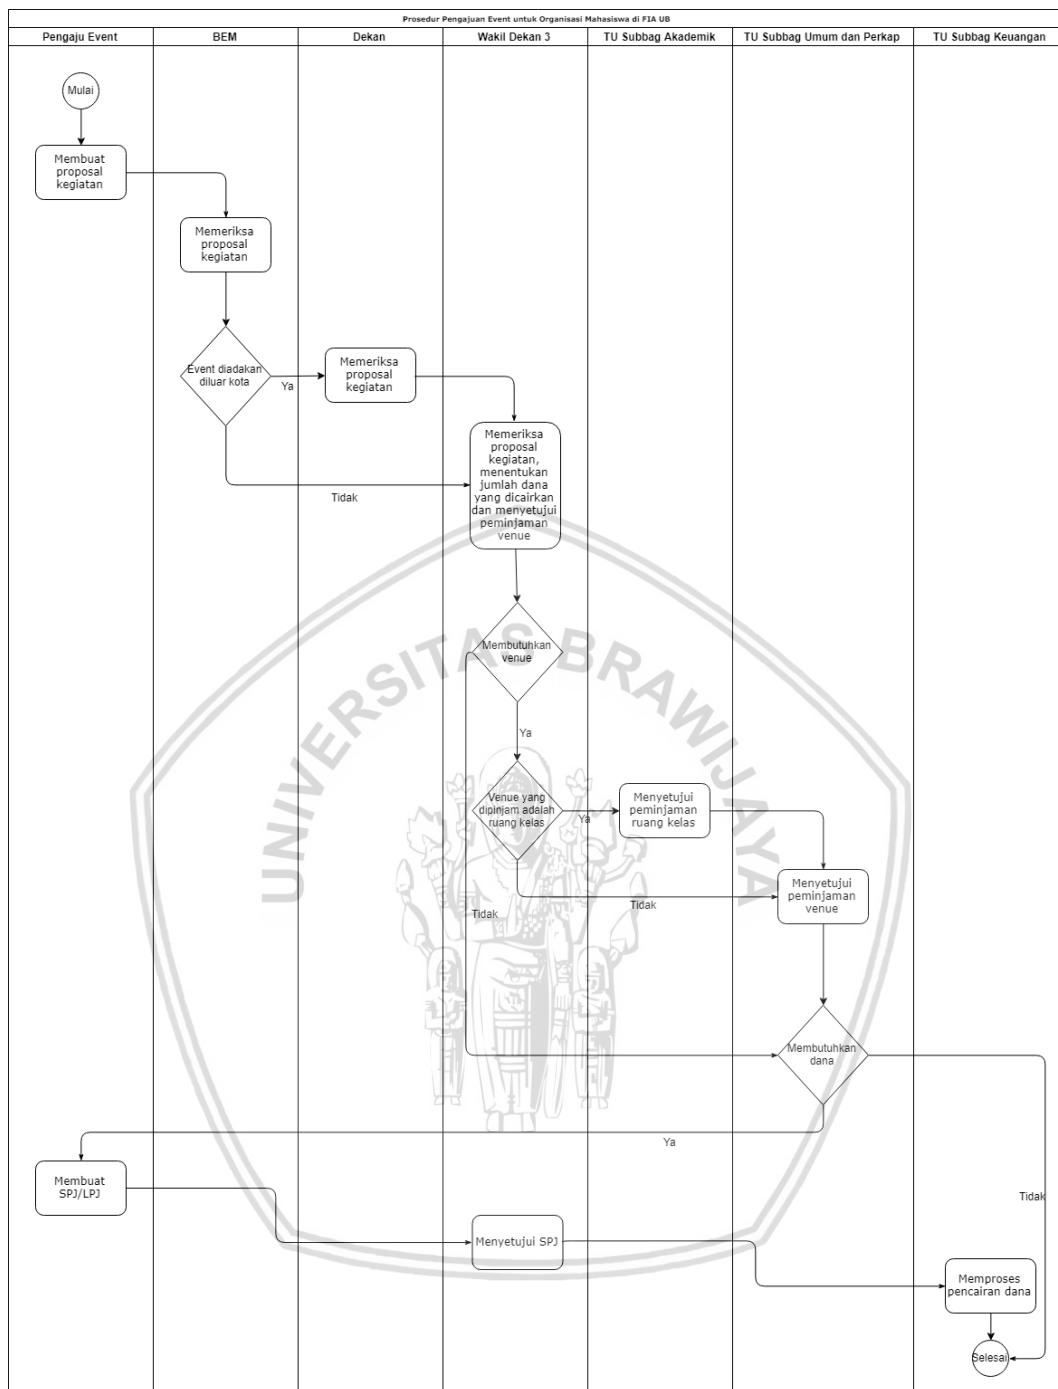 Prosedur Pengajuan Event untuk Organisasi Mahasiswa di FIA UB
Pengaju Event
BEM
Dekan
Wakil Dekan 3
TU Subbag Akademik
TU Subbag Umum dan Perkap
TU Subbag Keuangan
Mulai
Membuat
proposal
kegiatan
Memeriksa
proposal
kegiatan
Event diadakan
diluar kota
Ya
Memeriksa
proposal
kegiatan
Tidak
Memeriksa
proposal
kegiatan,
menentukan
jumlah dana
yang dicairkan
dan menyetujui
peminjaman
venue
Membutuhkan
venue
Ya
Venue yang
dipinjam adalah
ruang kelas
Ya
Menyetujui
peminjaman
ruang kelas
Tidak
Tidak
Menyetujui
peminjaman
venue
Membutuhkan
dana
Ya
Tidak
Membuat
SPJ/LPJ
Menyetujui SPJ
Memproses
pencairan dana
Selesai
UNIVERSITAS BRAWIJAYA